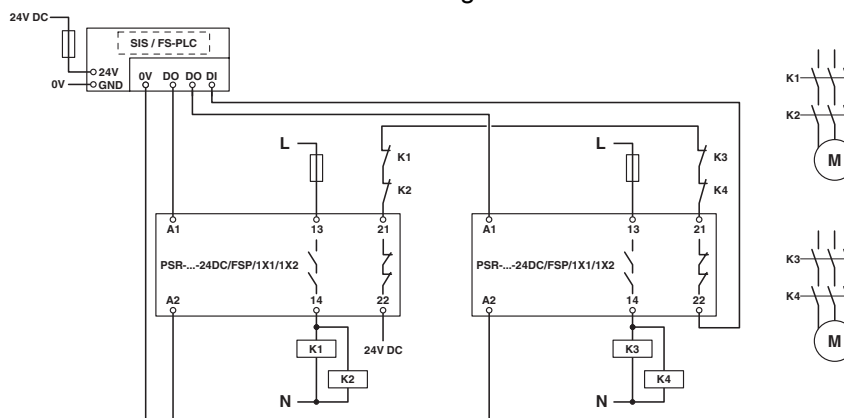 24V DC
SIS / FS-PLC
24V
0V
GND
0V DO DO DI
K1
K2
M
L
K1
K2
L
K3
K4
A1 13 21
PSR-...-24DC/FSP/1X1/1X2
A2 14 22
A1 13 21
PSR-...-24DC/FSP/1X1/1X2
A2 14 22
K3
K4
M
K1
K2
24V DC
N
K3
K4
N